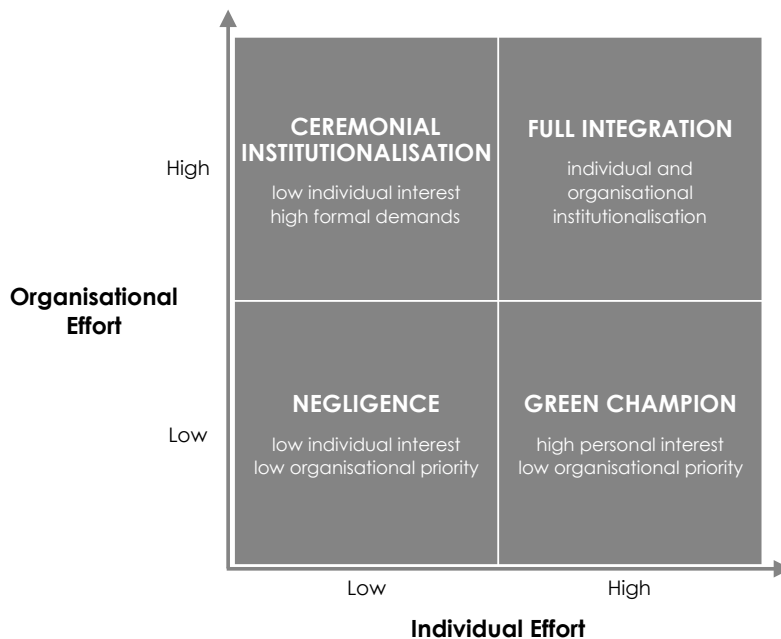 CEREMONIAL
INSTITUTIONALISATION
low individual interest
high formal demands
FULL INTEGRATION
individual and
organisational
institutionalisation
High
Organisational
Effort
NEGLIGENCE
low individual interest
low organisational priority
GREEN CHAMPION
high personal interest
low organisational priority
Low
Low
High
Individual Effort